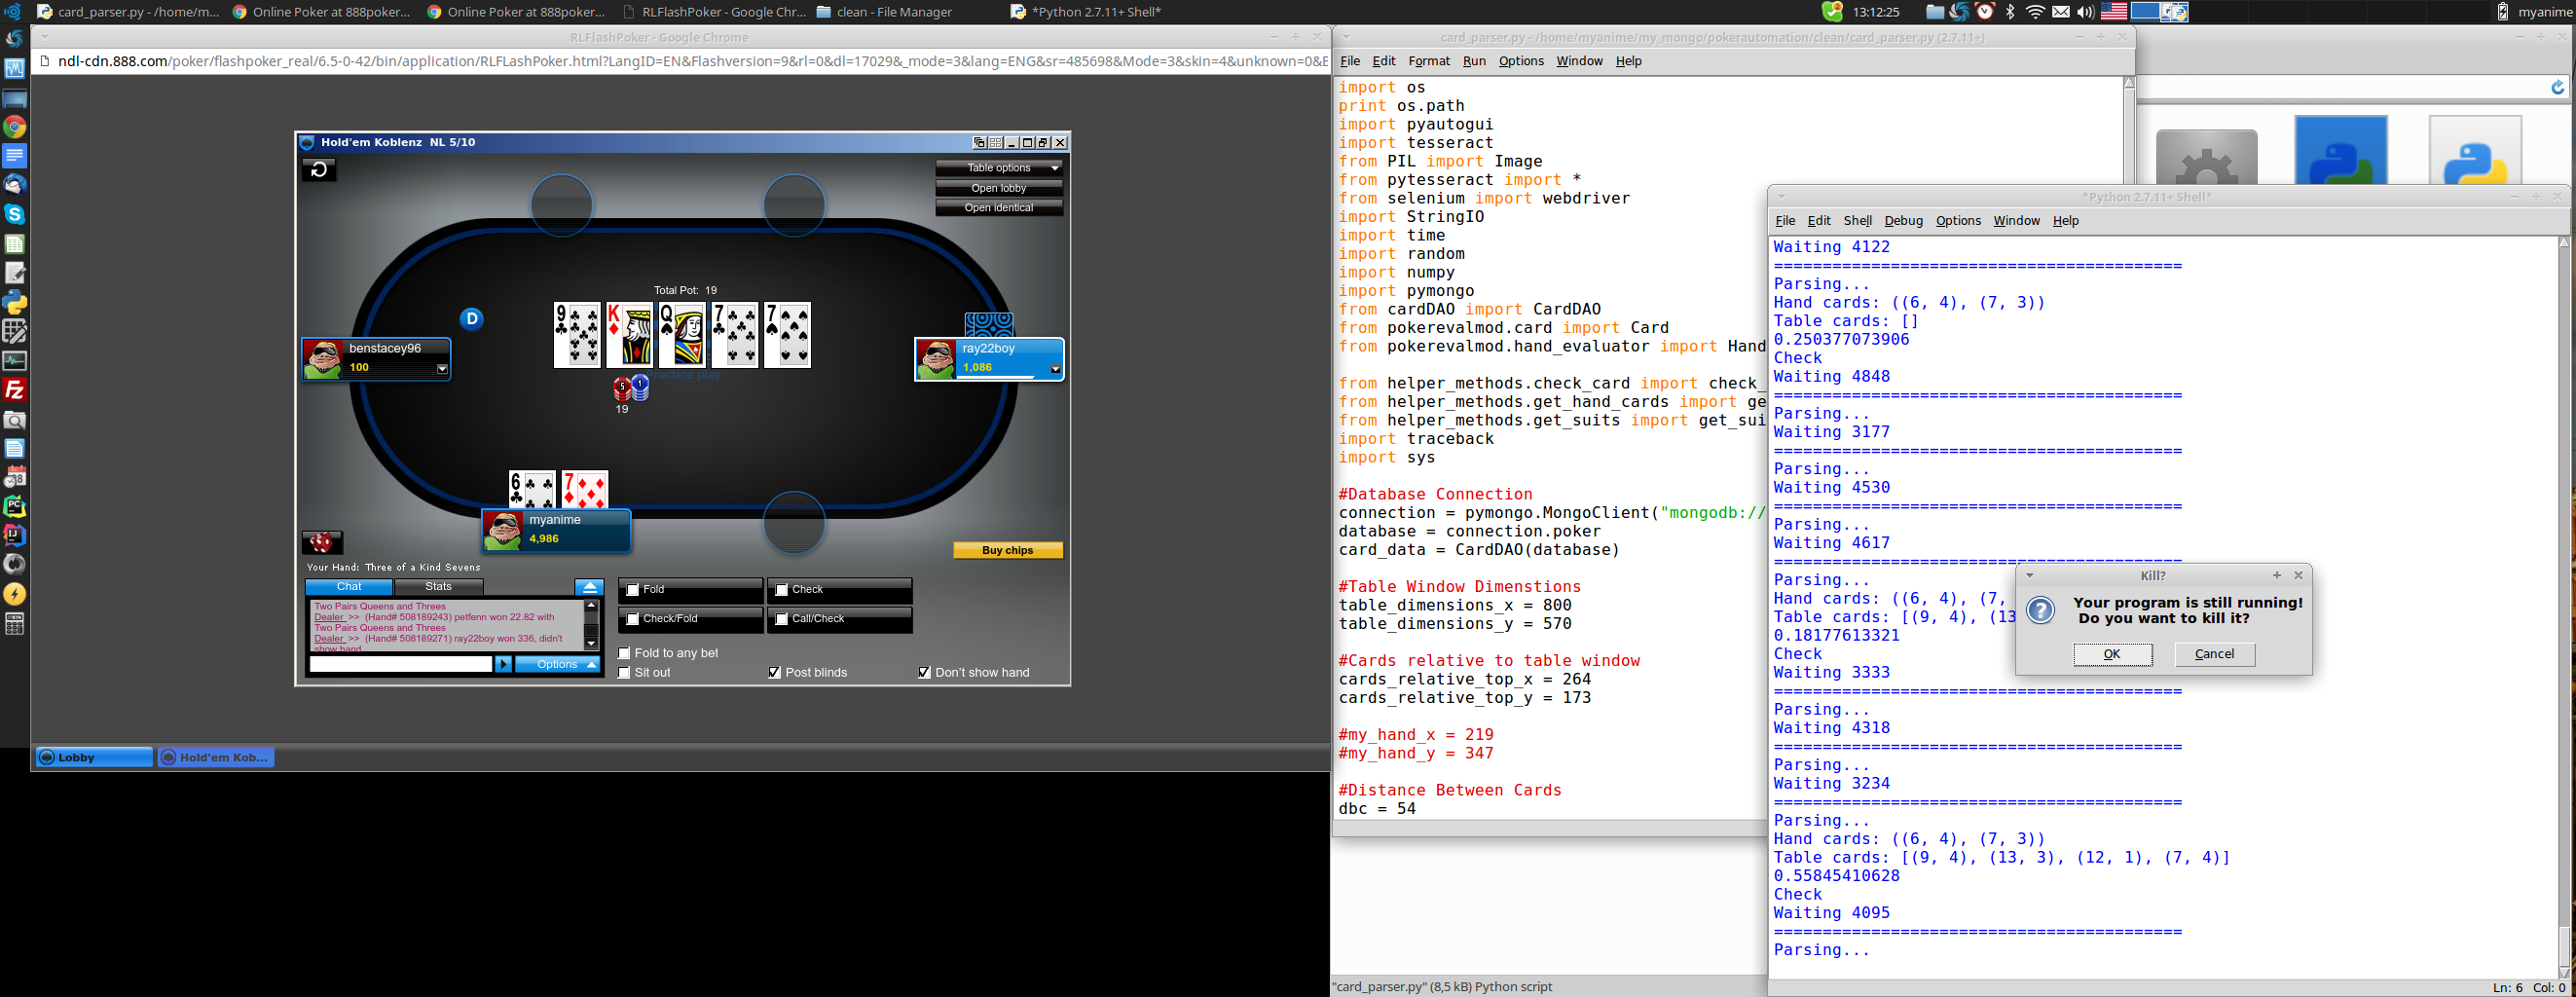 card_parser.py - /home/m...
Online Poker at 888poker...
Online Poker at 888poker...
RLFlashPoker - Google Chr...
clean - File Manager
*Python 2.7.11+ Shell*
13:12:25
myanime
RLFlashPoker - Google Chrome
ndl-cdn.888.com/poker/flashpoker_real/6.5-0-42/bin/application/RLFLashPoker.html?LangID=EN&Flashversion=9&rl=0&dl=17029&_mode=3&lang=ENG&sr=485698&Mode=3&skin=4&unknown=0&E
Hold'em Koblenz NL 5/10
Table options
Open lobby
Open identical
Total Pot: 19
9
K
Q
7
7
D
benstacey96
100
ray22boy
1,086
Practice play
5
1
19
6
7
myanime
4,986
Buy chips
Your Hand: Three of a Kind Sevens
Chat
Stats
Two Pairs Queens and Threes
Dealer >> (Hand# 508189243) petfenn won 22.82 with
Two Pairs Queens and Threes
Dealer >> (Hand# 508189271) ray22boy won 336, didn't
show hand
Options
Fold
Check
Check/Fold
Call/Check
Fold to any bet
Sit out
Post blinds
Don't show hand
Lobby
Hold'em Kob...
card_parser.py - /home/myanime/my_mongo/pokerautomation/clean/card_parser.py (2.7.11+)
File Edit Format Run Options Window Help
import os
print os.path
import pyautogui
import tesseract
from PIL import Image
from pytesseract import *
from selenium import webdriver
import StringIO
import time
import random
import numpy
import pymongo
from cardDAO import CardDAO
from pokerevalmod.card import Card
from pokerevalmod.hand_evaluator import Hand
from helper_methods.check_card import check_
from helper_methods.get_hand_cards import ge
from helper_methods.get_suits import get_sui
import traceback
import sys
#Database Connection
connection = pymongo.MongoClient("mongodb://
database = connection.poker
card_data = CardDAO(database)
#Table Window Dimenstions
table_dimensions_x = 800
table_dimensions_y = 570
#Cards relative to table window
cards_relative_top_x = 264
cards_relative_top_y = 173
#my_hand_x = 219
#my_hand_y = 347
#Distance Between Cards
dbc = 54
"card_parser.py" (8,5 kB) Python script
*Python 2.7.11+ Shell*
File Edit Shell Debug Options Window Help
Waiting 4122
==========================================
Parsing...
Hand cards: ((6, 4), (7, 3))
Table cards: []
0.250377073906
Check
Waiting 4848
==========================================
Parsing...
Waiting 3177
==========================================
Parsing...
Waiting 4530
==========================================
Parsing...
Waiting 4617
==========================================
Parsing...
Hand cards: ((6, 4), (7,
Table cards: [(9, 4), (13
0.18177613321
Check
Waiting 3333
==========================================
Parsing...
Waiting 4318
==========================================
Parsing...
Waiting 3234
==========================================
Parsing...
Hand cards: ((6, 4), (7, 3))
Table cards: [(9, 4), (13, 3), (12, 1), (7, 4)]
0.55845410628
Check
Waiting 4095
==========================================
Parsing...
Ln: 6 Col: 0
Kill?
Your program is still running!
Do you want to kill it?
OK
Cancel